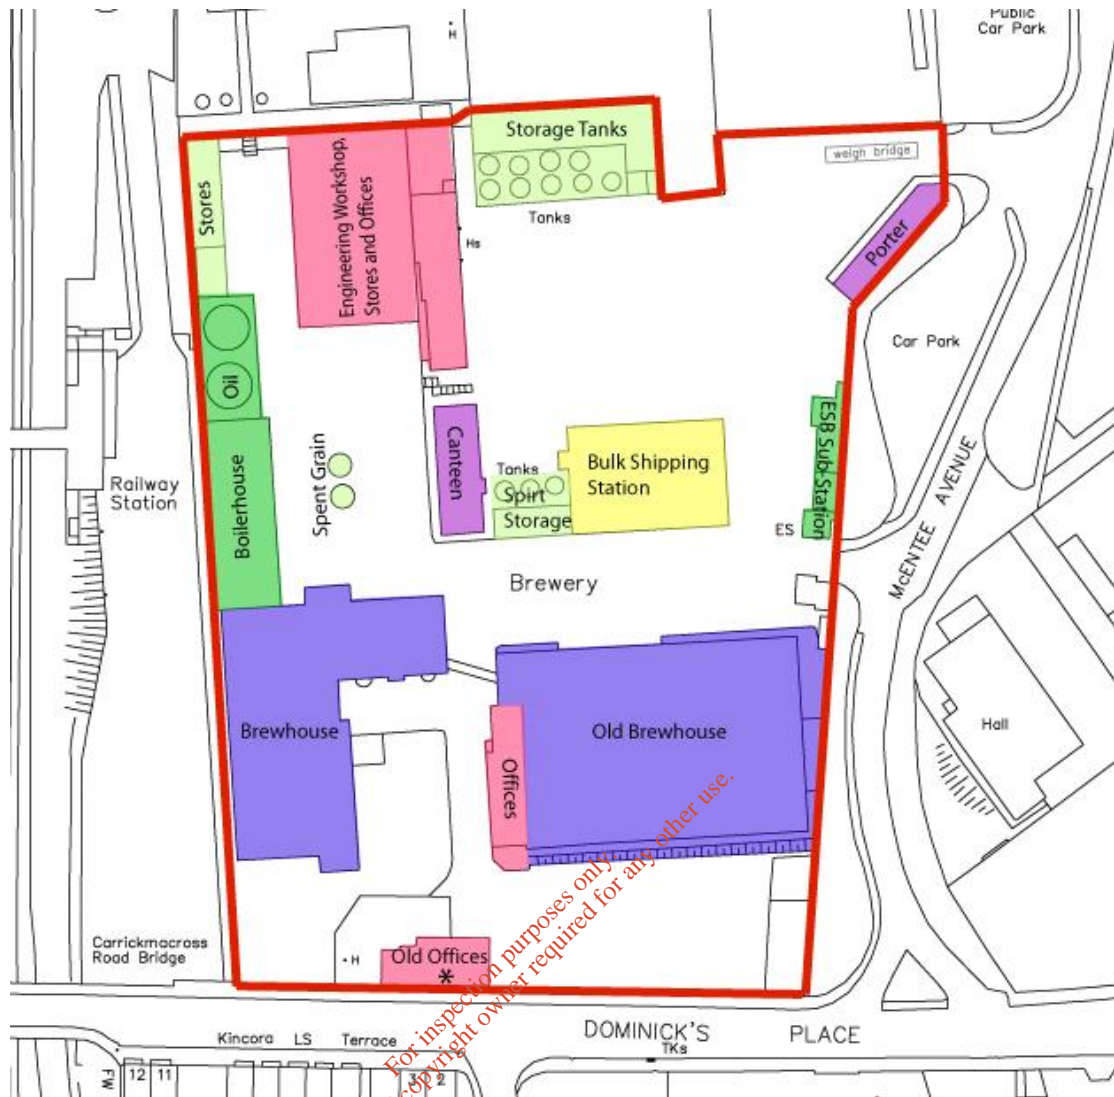 Public
Car Park
H
Storage Tanks
weigh bridge
Tanks
Stores
Engineering Workshop,
Stores and Offices
Hs
Porter
Car Park
Oil
Spent Grain
Canteen
Tanks
Spirt
Storage
Bulk Shipping
Station
ESB Sub Station
ES
Railway
Station
Boilerhouse
Brewery
McENTEE AVENUE
Brewhouse
Old Brewhouse
Offices
Hall
Carrickmacross
Road Bridge
H
Old Offices
*
For inspection purposes only.
copyright owner required for any other use.
DOMINICK'S PLACE
TKs
Kincora LS Terrace
FW
12
11
3
2